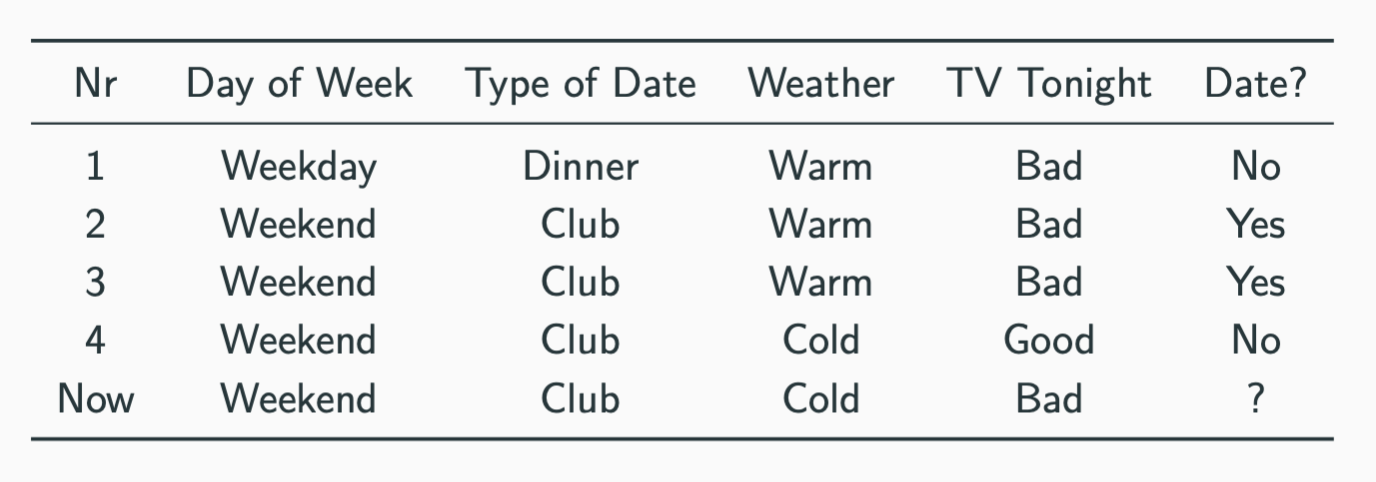 Nr Day of Week Type of Date Weather TV Tonight Date?
1 Weekday Dinner Warm Bad No
2 Weekend Club Warm Bad Yes
3 Weekend Club Warm Bad Yes
4 Weekend Club Cold Good No
Now Weekend Club Cold Bad ?